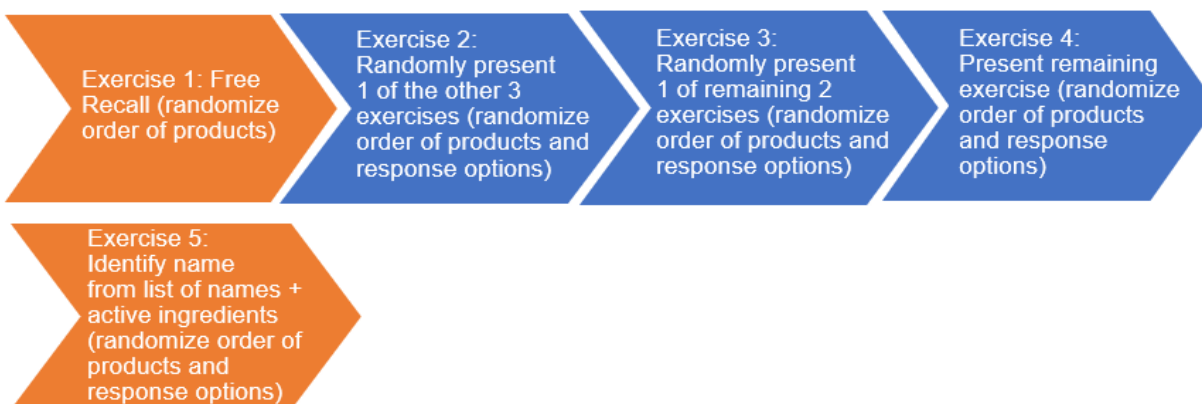 Exercise 1: Free
Recall (randomize
order of products)
Exercise 2:
Randomly present
1 of the other 3
exercises (randomize
order of products and
response options)
Exercise 3:
Randomly present
1 of remaining 2
exercises (randomize
order of products and
response options)
Exercise 4:
Present remaining
exercise (randomize
order of products
and response
options)
Exercise 5:
Identify name
from list of names +
active ingredients
(randomize order of
products and
response options)